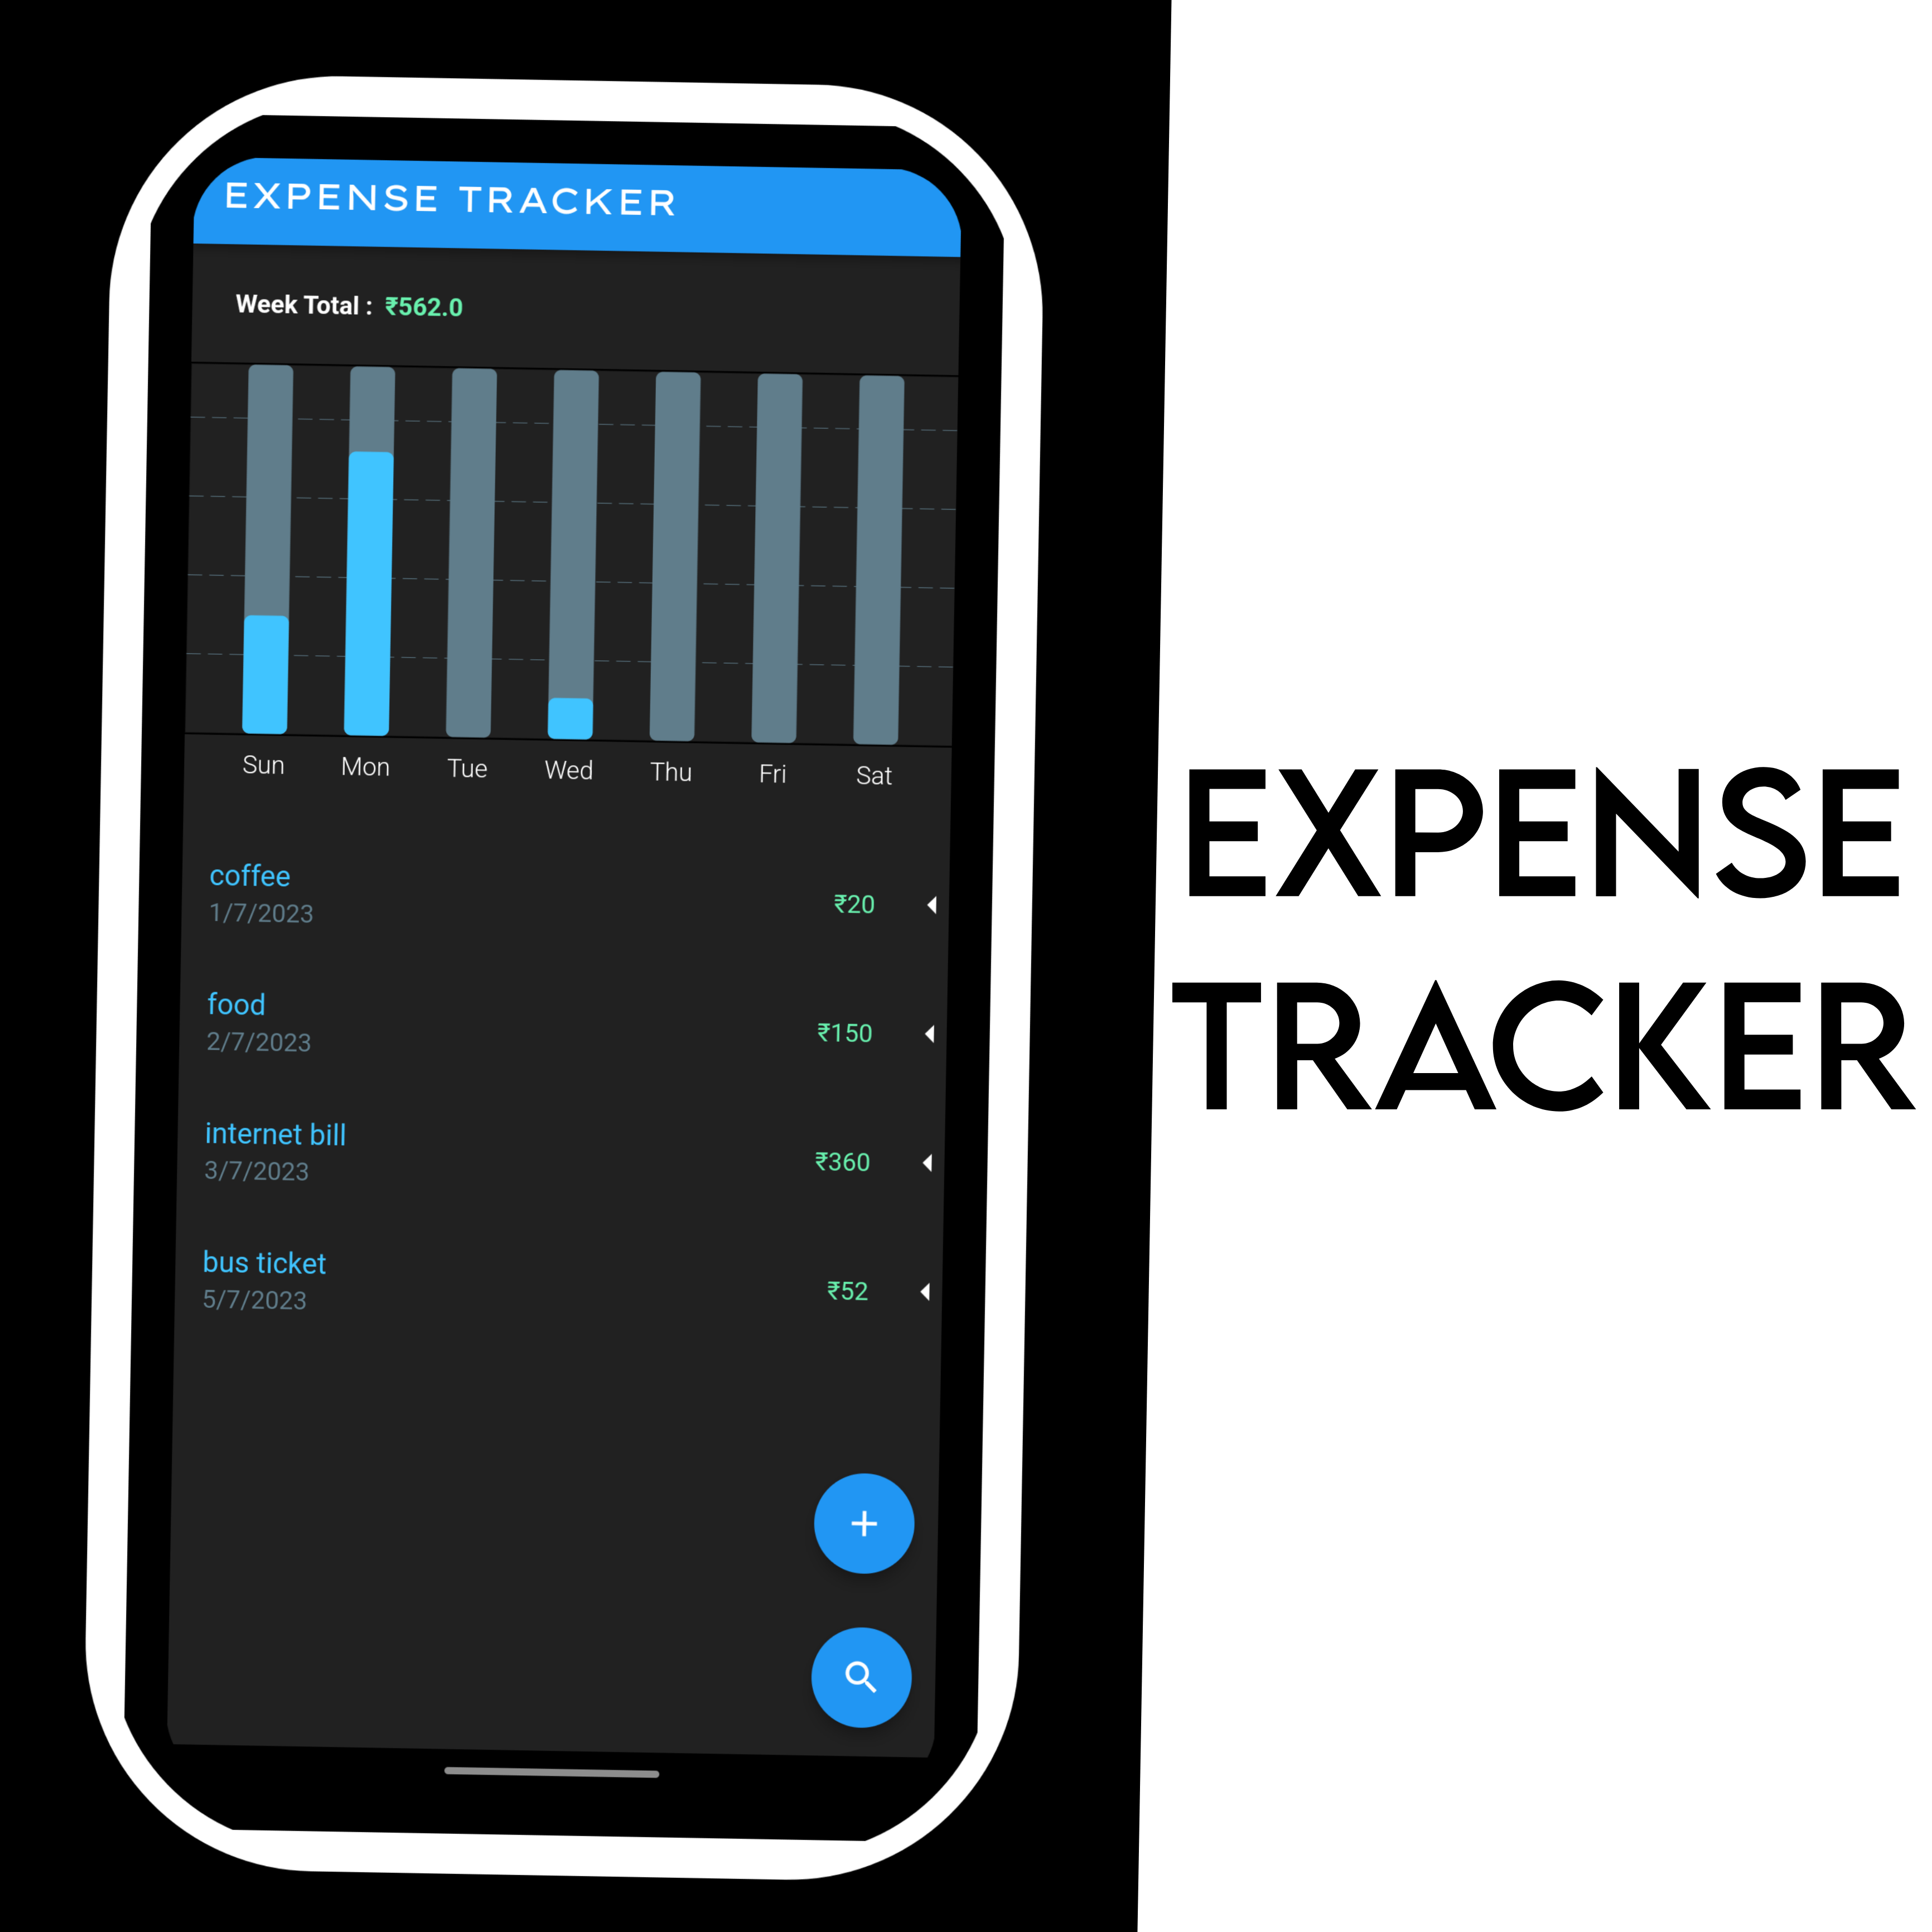 EXPENSE TRACKER
Week Total : ₹562.0
Sun Mon Tue Wed Thu Fri Sat
coffee
1/7/2023
₹20
food
2/7/2023
₹150
internet bill
3/7/2023
₹360
bus ticket
5/7/2023
₹52
EXPENSE
TRACKER